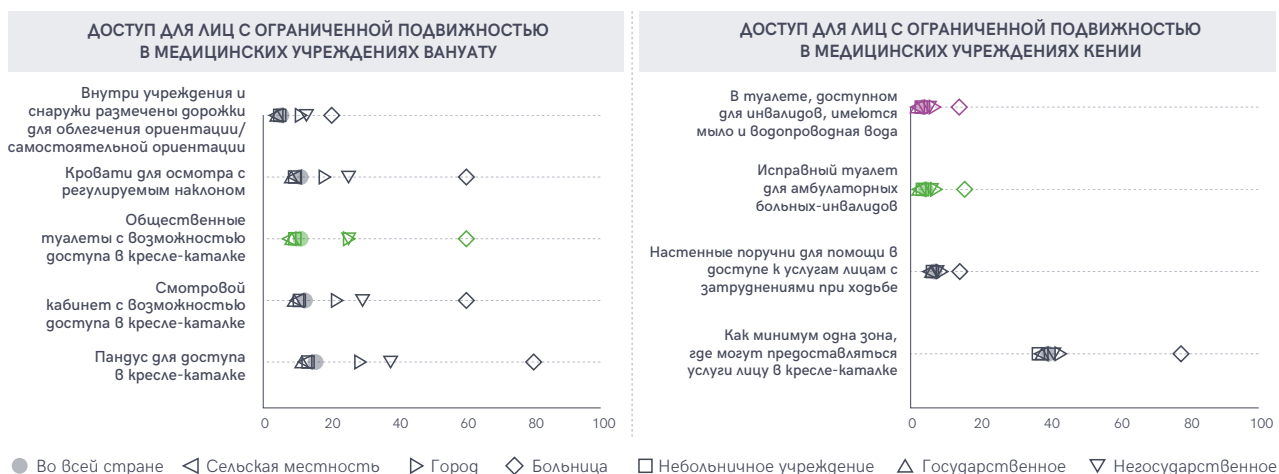 ДОСТУП ДЛЯ ЛИЦ С ОГРАНИЧЕННОЙ ПОДВИЖНОСТЬЮ
В МЕДИЦИНСКИХ УЧРЕЖДЕНИЯХ ВАНУАТУ
Внутри учреждения и
снаружи размечены дорожки
для облегчения ориентации/
самостоятельной ориентации
Кровати для осмотра с
регулируемым наклоном
Общественные
туалеты с возможностью
доступа в кресле-каталке
Смотровой
кабинет с возможностью
доступа в кресле-каталке
Пандус для доступа
в кресле-каталке
0 20 40 60 80 100
ДОСТУП ДЛЯ ЛИЦ С ОГРАНИЧЕННОЙ ПОДВИЖНОСТЬЮ
В МЕДИЦИНСКИХ УЧРЕЖДЕНИЯХ КЕНИИ
В туалете, доступном
для инвалидов, имеются
мыло и водопроводная вода
Исправный туалет
для амбулаторных
больных-инвалидов
Настенные поручни для помощи в
доступе к услугам лицам с
затруднениями при ходьбе
Как минимум одна зона,
где могут предоставляться
услуги лицу в кресле-каталке
0 20 40 60 80 100
Во всей стране Сельская местность Город Больница Небольничное учреждение Государственное Негосударственное